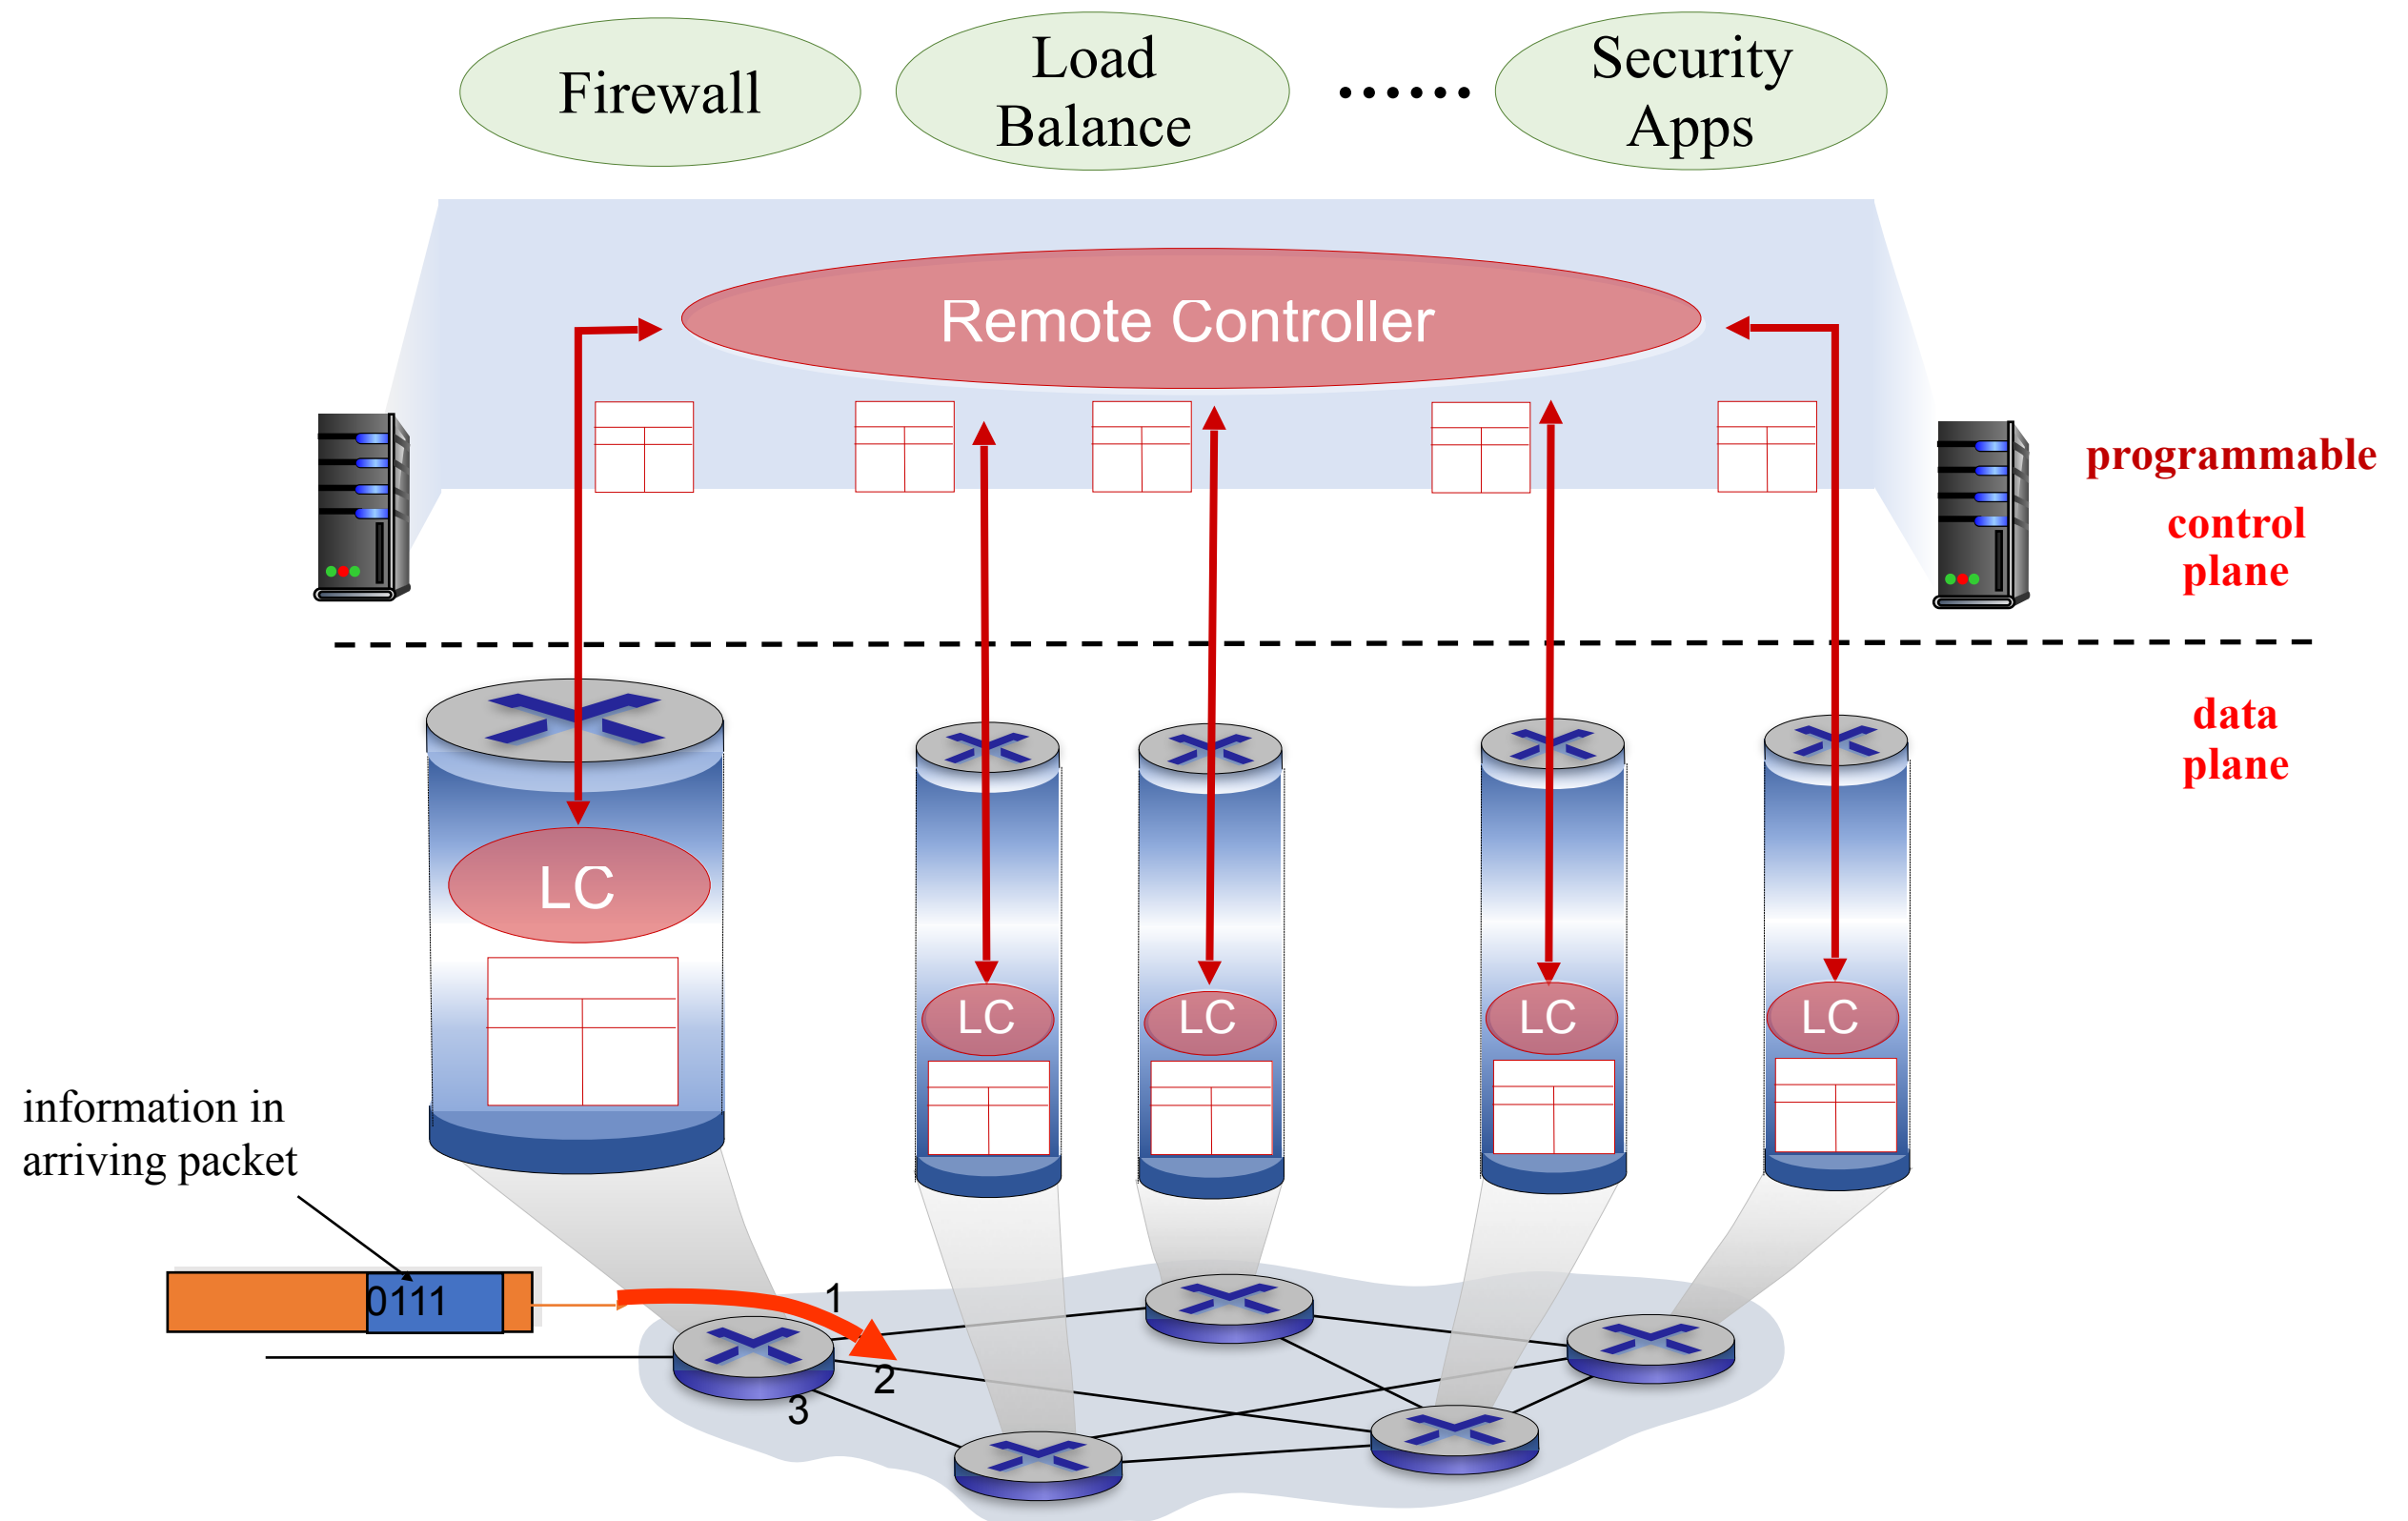 Firewall
Load
Balance
......
Security
Apps
Remote Controller
programmable
control
plane
data
plane
LC
LC
LC
LC
LC
information in
arriving packet
0111
1
2
3